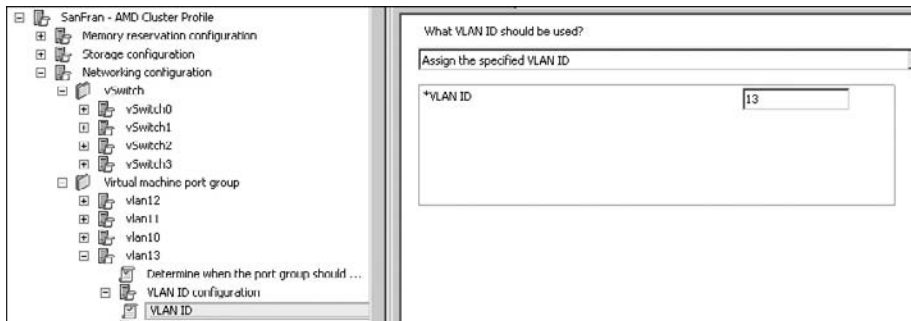 SanFran - AMD Cluster Profile
Memory reservation configuration
Storage configuration
Networking configuration
vSwitch
vSwitch0
vSwitch1
vSwitch2
vSwitch3
Virtual machine port group
vlan12
vlan11
vlan10
vlan13
Determine when the port group should ...
VLAN ID configuration
VLAN ID
What VLAN ID should be used?
Assign the specified VLAN ID
*VLAN ID 13